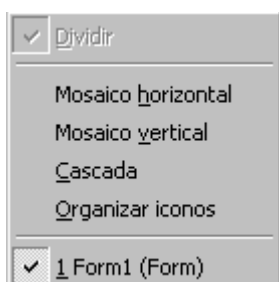 Dividir
Mosaico horizontal
Mosaico vertical
Cascada
Organizar iconos
1 Form1 (Form)